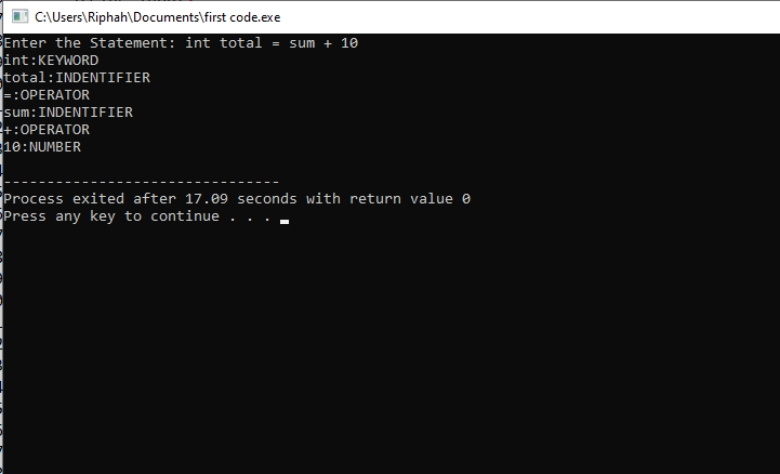 C:\Users\Riphah\Documents\first code.exe
Enter the Statement: int total = sum + 10
int:KEYWORD
total:INDENTIFIER
=:OPERATOR
sum:INDENTIFIER
+:OPERATOR
10:NUMBER
--------------------------------
Process exited after 17.09 seconds with return value 0
Press any key to continue . . .